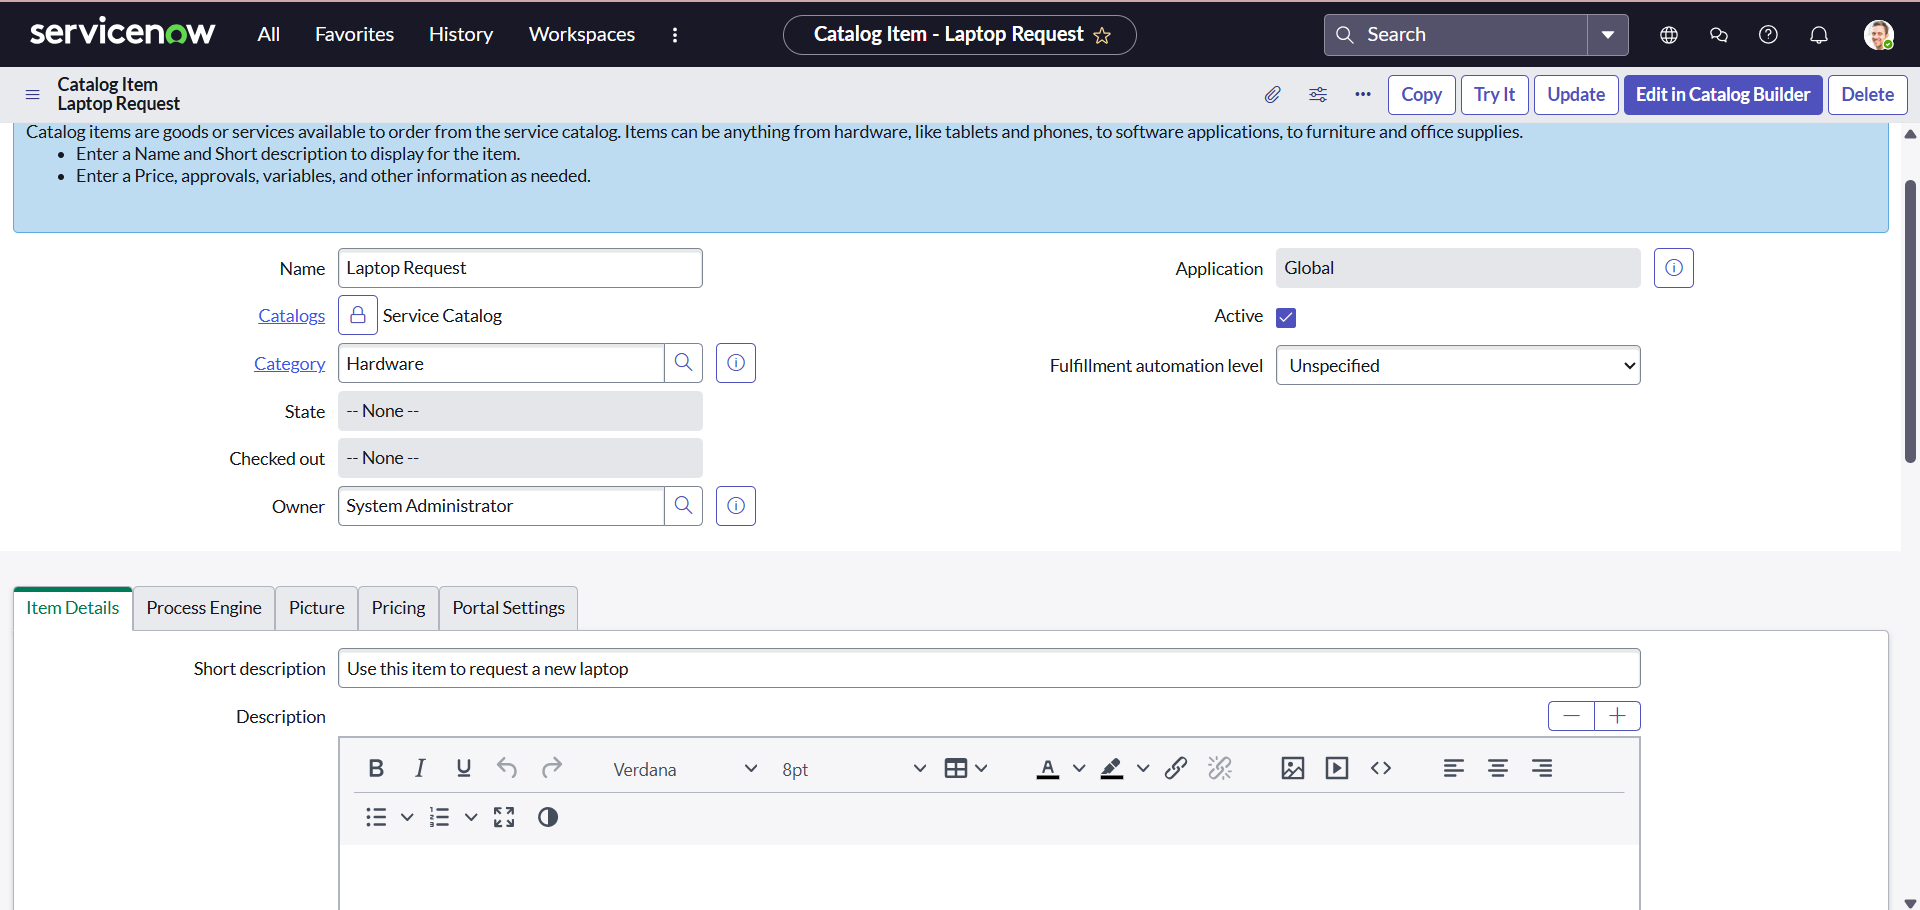 servicenow All Favorites History Workspaces Catalog Item - Laptop Request Search
Catalog Item
Laptop Request
Copy Try It Update Edit in Catalog Builder Delete
Catalog items are goods or services available to order from the service catalog. Items can be anything from hardware, like tablets and phones, to software applications, to furniture and office supplies.
• Enter a Name and Short description to display for the item.
• Enter a Price, approvals, variables, and other information as needed.
Name Laptop Request Application Global
Catalogs Service Catalog Active
Category Hardware Fulfillment automation level Unspecified
State -- None --
Checked out -- None --
Owner System Administrator
Item Details Process Engine Picture Pricing Portal Settings
Short description Use this item to request a new laptop
Description
B I U Verdana 8pt A